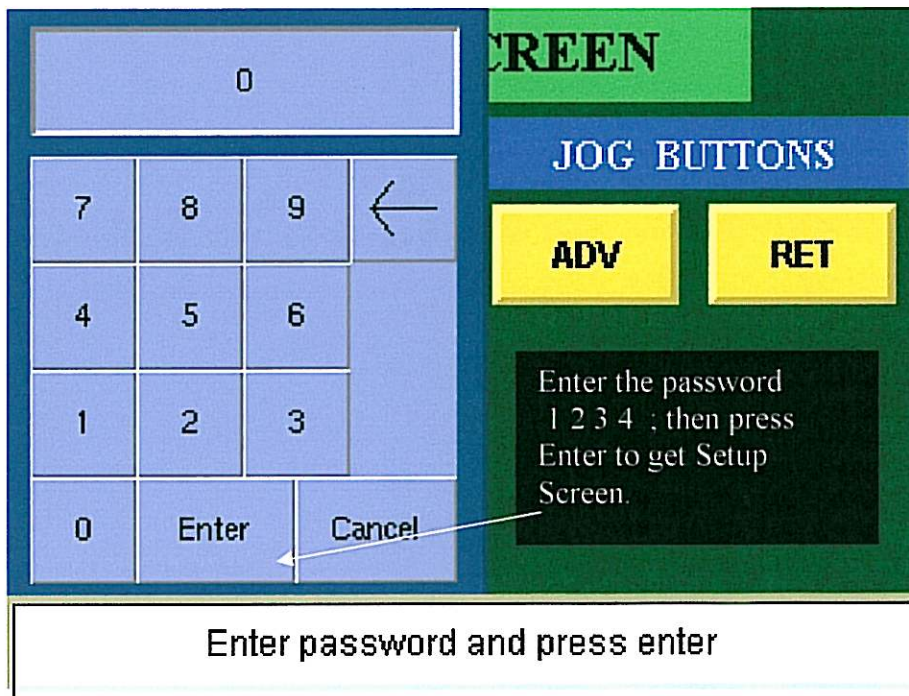 0
CREEN
JOG BUTTONS
7 8 9
ADV RET
4 5 6
Enter the password
1 2 3 4 ; then press
Enter to get Setup
Screen.
1 2 3
0 Enter Cancel
Enter password and press enter